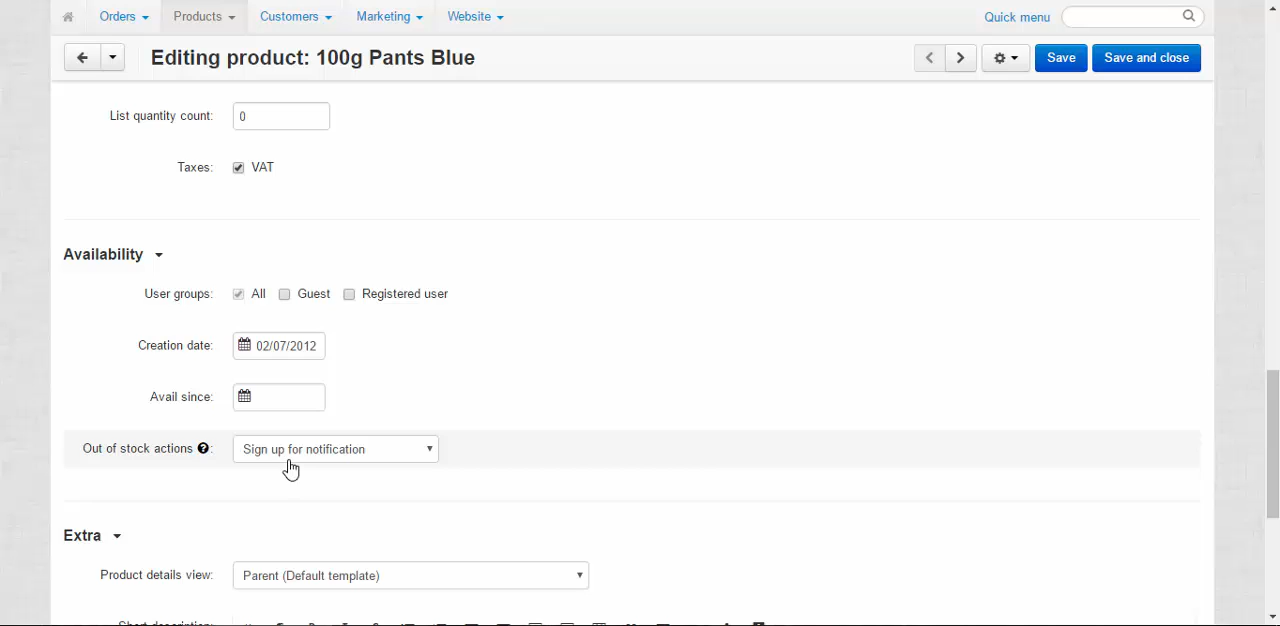 Orders Products Customers Marketing Website Quick menu
Editing product: 100g Pants Blue Save Save and close
List quantity count: 0
Taxes: VAT
Availability
User groups: All Guest Registered user
Creation date: 02/07/2012
Avail since:
Out of stock actions ?: Sign up for notification
Extra
Product details view: Parent (Default template)
Short description: